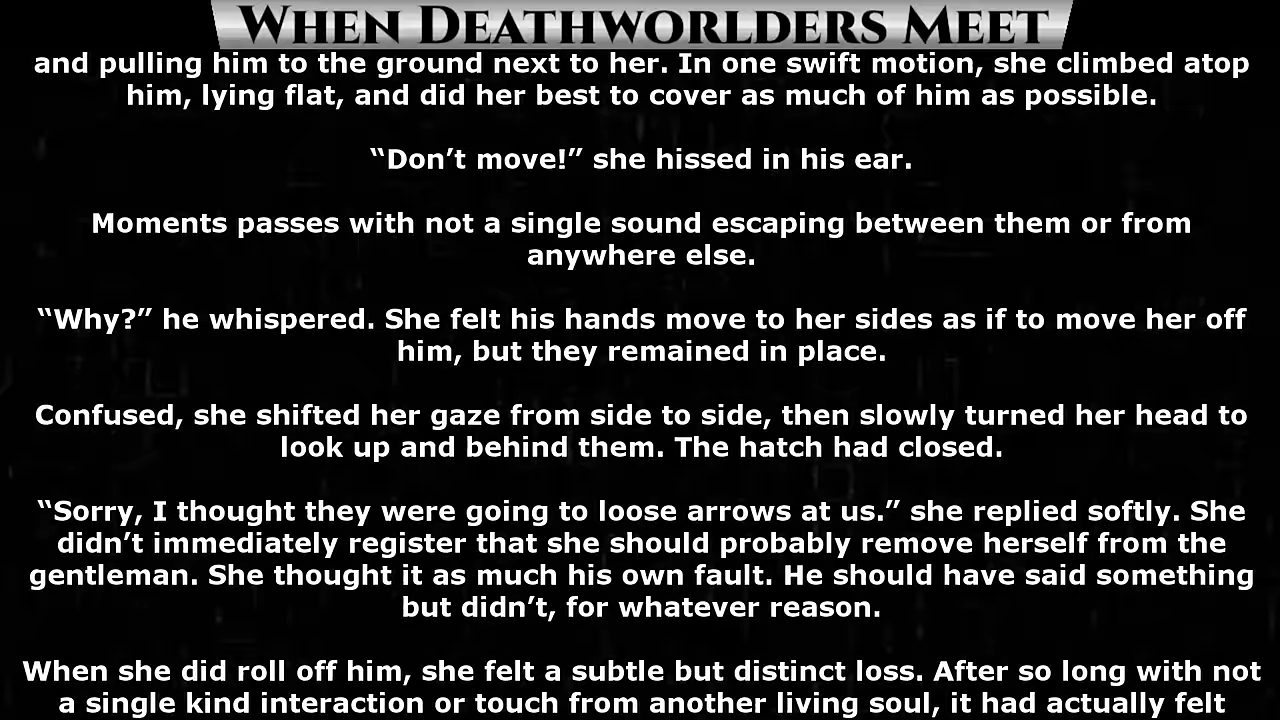 When Deathworlders Meet
and pulling him to the ground next to her. In one swift motion, she climbed atop
him, lying flat, and did her best to cover as much of him as possible.
“Don’t move!” she hissed in his ear.
Moments passes with not a single sound escaping between them or from
anywhere else.
“Why?” he whispered. She felt his hands move to her sides as if to move her off
him, but they remained in place.
Confused, she shifted her gaze from side to side, then slowly turned her head to
look up and behind them. The hatch had closed.
“Sorry, I thought they were going to loose arrows at us.” she replied softly. She
didn’t immediately register that she should probably remove herself from the
gentleman. She thought it as much his own fault. He should have said something
but didn’t, for whatever reason.
When she did roll off him, she felt a subtle but distinct loss. After so long with not
a single kind interaction or touch from another living soul, it had actually felt